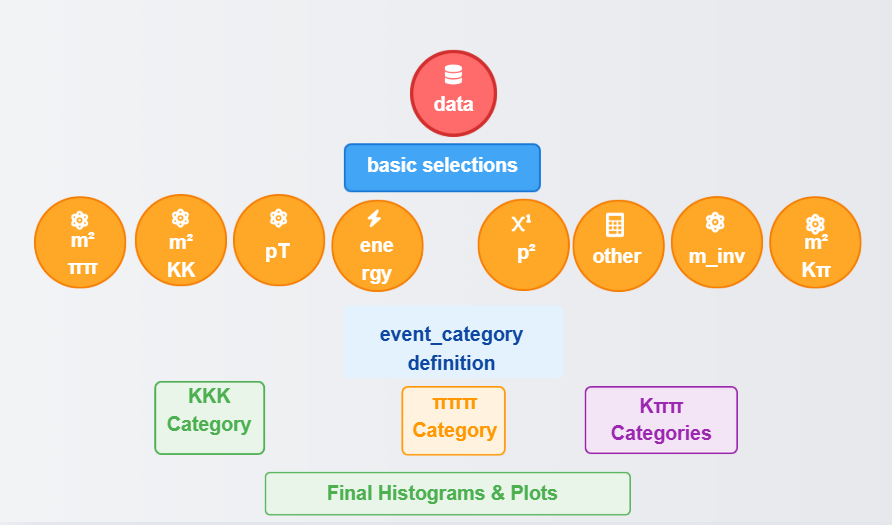 data
basic selections
m²
ππ
m²
KK
pT
ene
rgy
X¹
p²
other
m_inv
m²
Kπ
event_category
definition
KKK
Category
πππ
Category
Kππ
Categories
Final Histograms & Plots